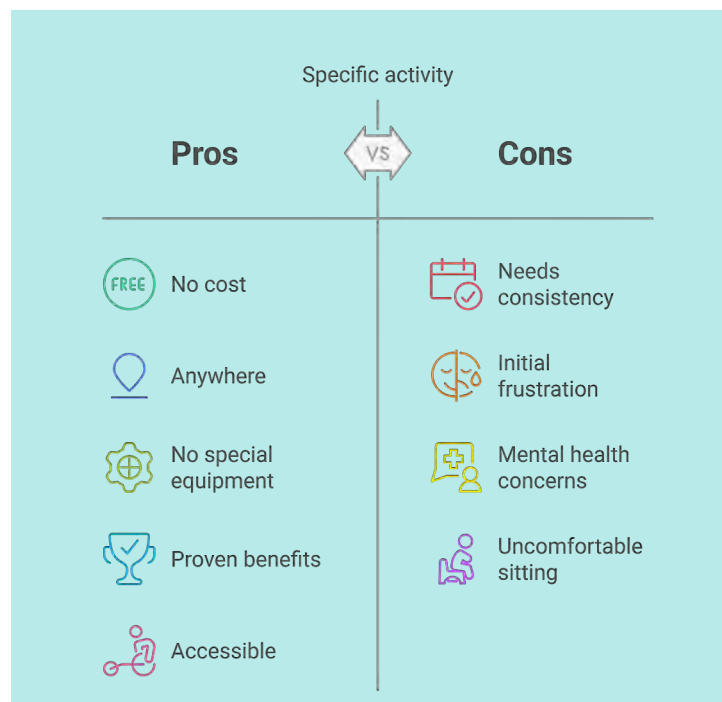 Specific activity
Pros
VS
Cons
FREE
No cost
Anywhere
No special
equipment
Proven benefits
Accessible
Needs
consistency
Initial
frustration
Mental health
concerns
Uncomfortable
sitting